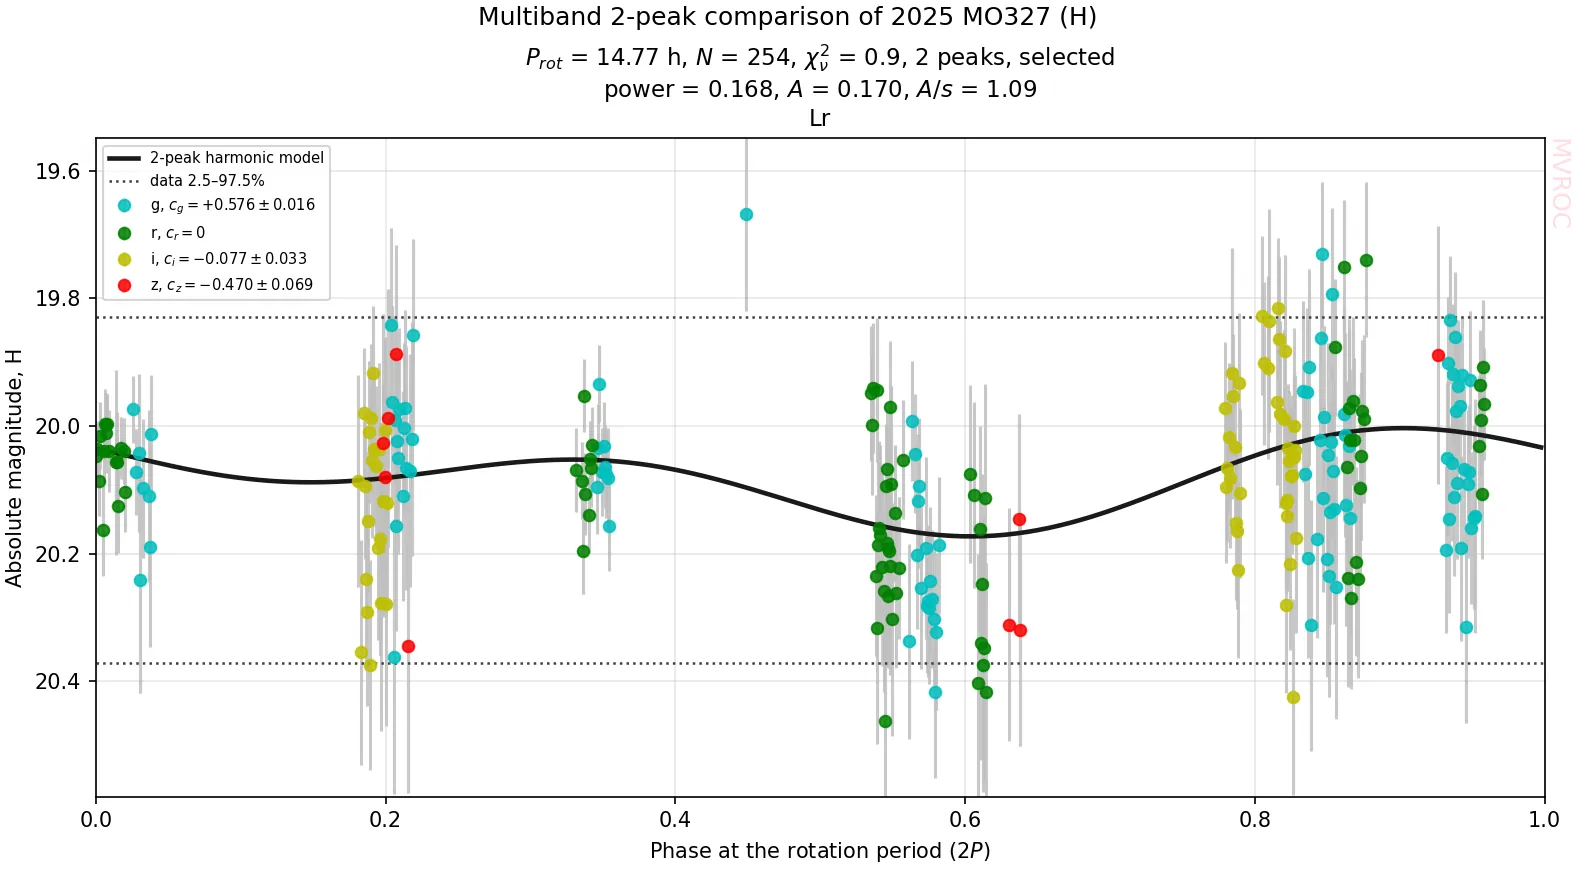 Multiband 2-peak comparison of 2025 MO327 (H)
P_rot = 14.77 h, N = 254, χ²_ν = 0.9, 2 peaks, selected
power = 0.168, A = 0.170, A/s = 1.09
Lr
2-peak harmonic model
data 2.5–97.5%
g, c_g = +0.576 ± 0.016
r, c_r = 0
i, c_i = −0.077 ± 0.033
z, c_z = −0.470 ± 0.069
MVROC
Absolute magnitude, H
19.6
19.8
20.0
20.2
20.4
0.0 0.2 0.4 0.6 0.8 1.0
Phase at the rotation period (2P)